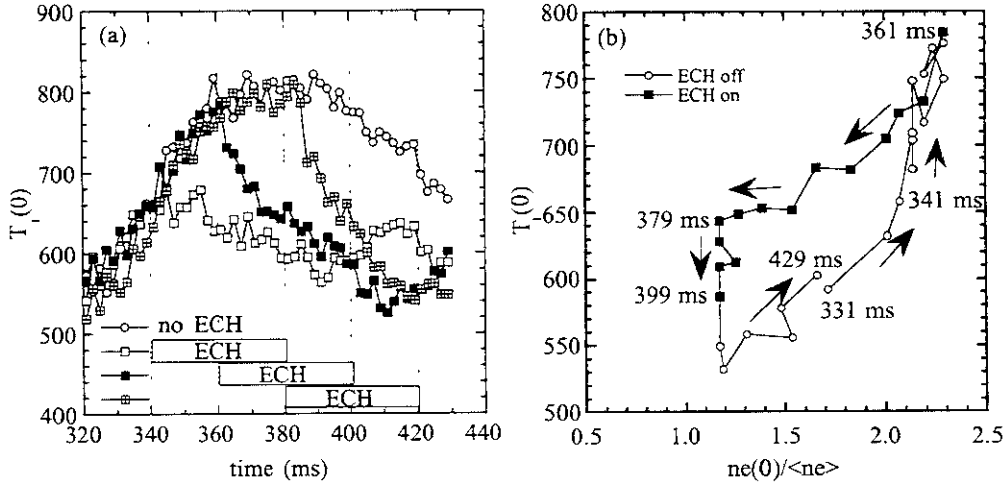 (a)
900
800
700
600
500
400
T_i(0)
no ECH
ECH
ECH
ECH
320 340 360 380 400 420 440
time (ms)
(b)
800
750
700
650
600
550
500
T_i(0)
ECH off
ECH on
361 ms
341 ms
379 ms
429 ms
399 ms
331 ms
0.5 1.0 1.5 2.0 2.5
ne(0)/<ne>